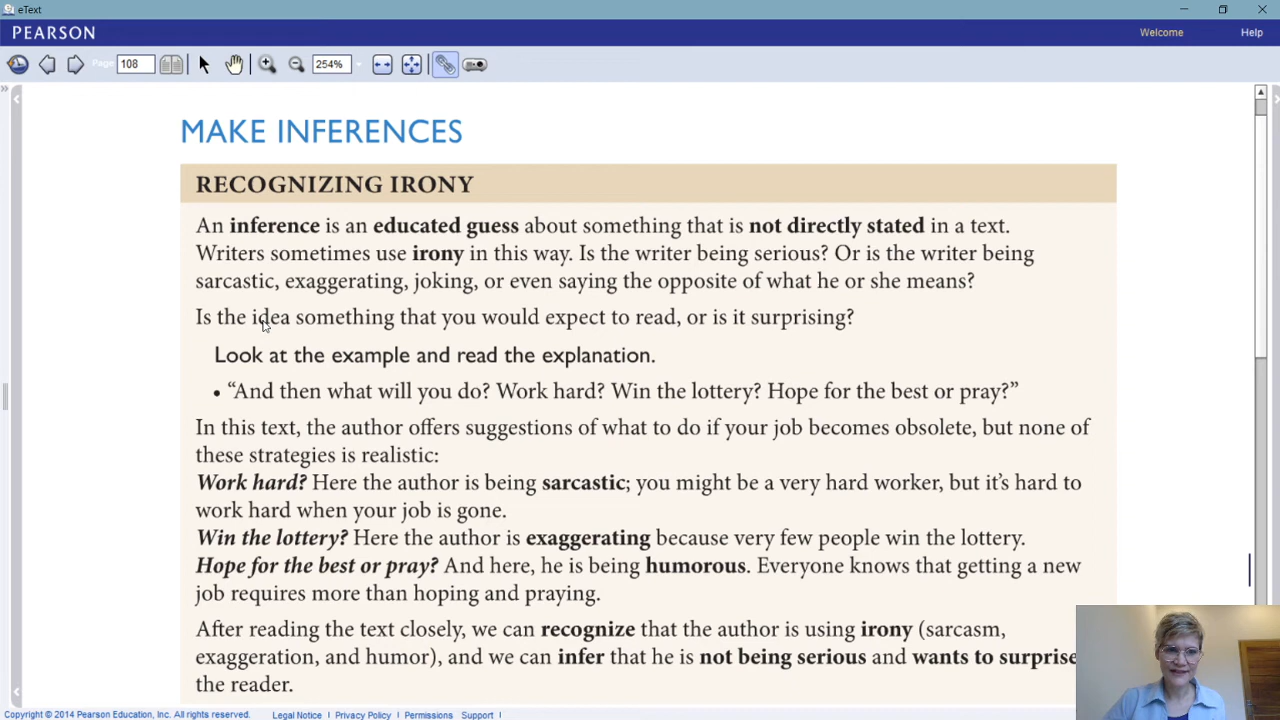 eText
PEARSON
Welcome
Help
Page
108
254%
MAKE INFERENCES
RECOGNIZING IRONY
An inference is an educated guess about something that is not directly stated in a text.
Writers sometimes use irony in this way. Is the writer being serious? Or is the writer being
sarcastic, exaggerating, joking, or even saying the opposite of what he or she means?
Is the idea something that you would expect to read, or is it surprising?
Look at the example and read the explanation.
• “And then what will you do? Work hard? Win the lottery? Hope for the best or pray?”
In this text, the author offers suggestions of what to do if your job becomes obsolete, but none of
these strategies is realistic:
Work hard? Here the author is being sarcastic; you might be a very hard worker, but it’s hard to
work hard when your job is gone.
Win the lottery? Here the author is exaggerating because very few people win the lottery.
Hope for the best or pray? And here, he is being humorous. Everyone knows that getting a new
job requires more than hoping and praying.
After reading the text closely, we can recognize that the author is using irony (sarcasm,
exaggeration, and humor), and we can infer that he is not being serious and wants to surprise
the reader.
Copyright © 2014 Pearson Education, Inc. All rights reserved.
Legal Notice | Privacy Policy | Permissions Support |